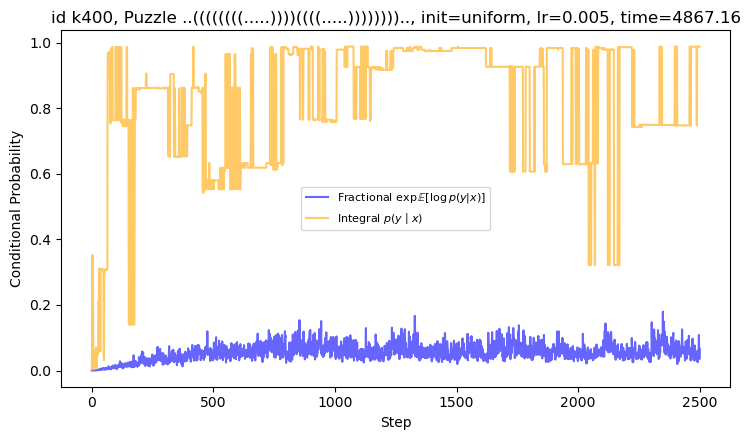 id k400, Puzzle ..((((((((.....))))((((.....)))))))).., init=uniform, lr=0.005, time=4867.16
1.0
0.8
0.6
0.4
0.2
0.0
Conditional Probability
Fractional exp𝔼[log p(y|x)]
Integral p(y | x)
0 500 1000 1500 2000 2500
Step